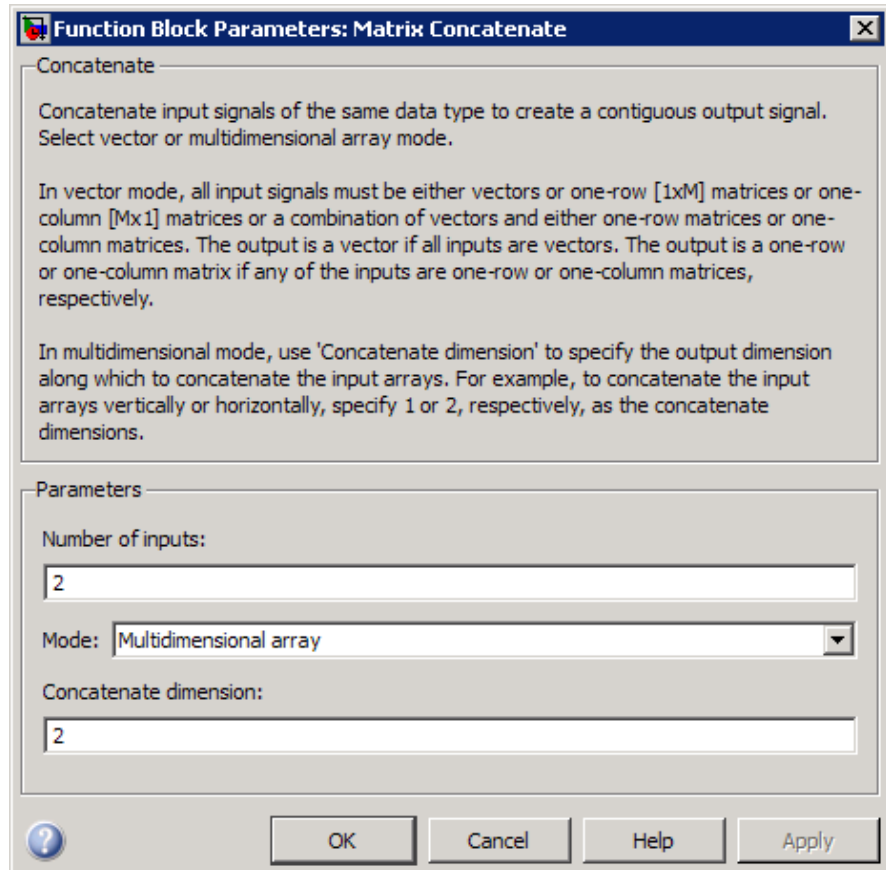 Function Block Parameters: Matrix Concatenate
Concatenate
Concatenate input signals of the same data type to create a contiguous output signal.
Select vector or multidimensional array mode.
In vector mode, all input signals must be either vectors or one-row [1xM] matrices or one-
column [Mx1] matrices or a combination of vectors and either one-row matrices or one-
column matrices. The output is a vector if all inputs are vectors. The output is a one-row
or one-column matrix if any of the inputs are one-row or one-column matrices,
respectively.
In multidimensional mode, use 'Concatenate dimension' to specify the output dimension
along which to concatenate the input arrays. For example, to concatenate the input
arrays vertically or horizontally, specify 1 or 2, respectively, as the concatenate
dimensions.
Parameters
Number of inputs:
2
Mode: Multidimensional array
Concatenate dimension:
2
? OK Cancel Help Apply